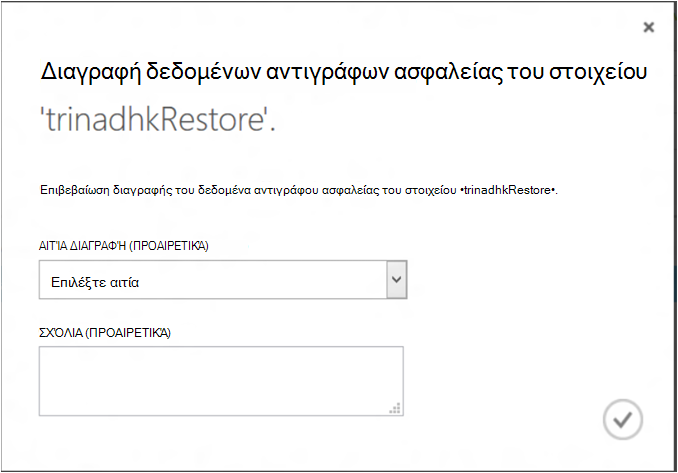 Διαγραφή δεδομένων αντιγράφων ασφαλείας του στοιχείου
'trinadhkRestore'.
Επιβεβαίωση διαγραφής του δεδομένα αντιγράφου ασφαλείας του στοιχείου •trinadhkRestore•.
ΑΙΤΊΑ ΔΙΑΓΡΑΦΉ (ΠΡΟΑΙΡΕΤΙΚΆ)
Επιλέξτε αιτία
ΣΧΌΛΙΑ (ΠΡΟΑΙΡΕΤΙΚΆ)